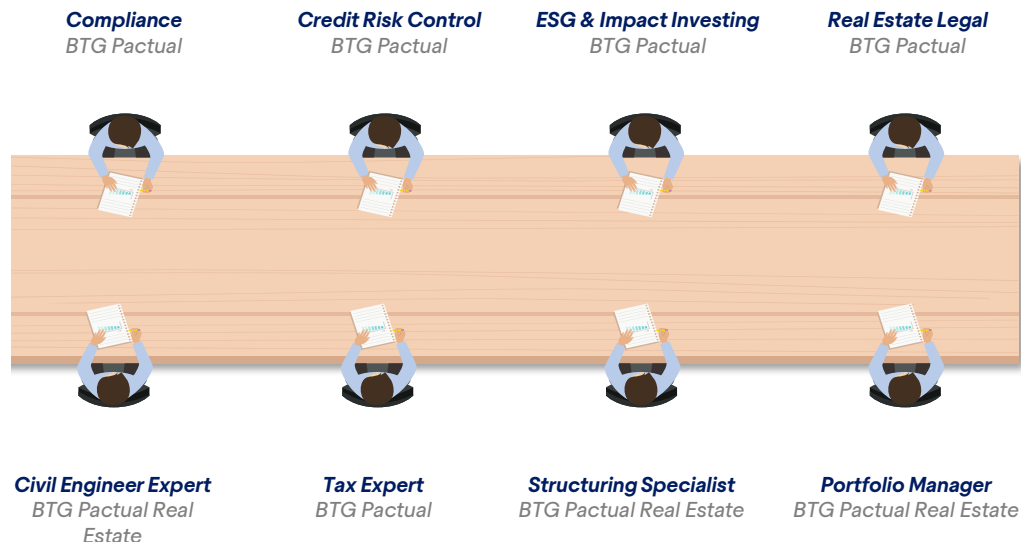 Compliance
BTG Pactual
Credit Risk Control
BTG Pactual
ESG & Impact Investing
BTG Pactual
Real Estate Legal
BTG Pactual
Civil Engineer Expert
BTG Pactual Real
Estate
Tax Expert
BTG Pactual
Structuring Specialist
BTG Pactual Real Estate
Portfolio Manager
BTG Pactual Real Estate